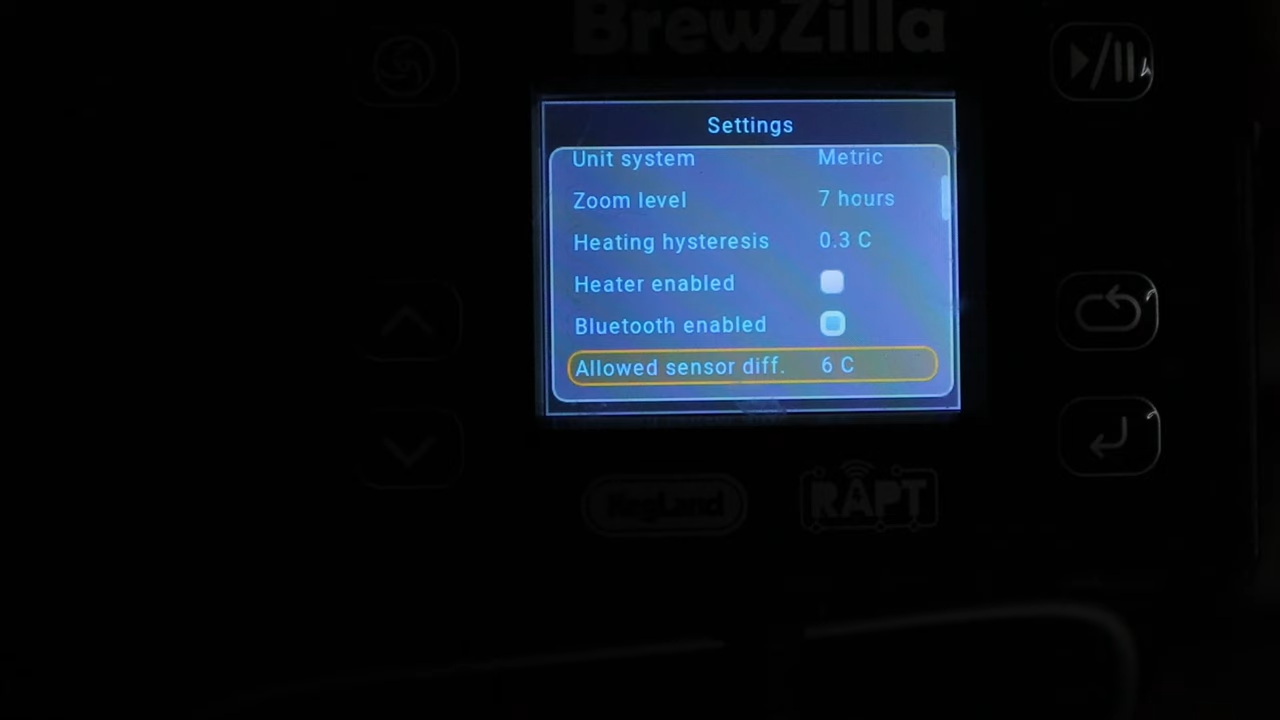 BrewZilla
Settings
Unit system Metric
Zoom level 7 hours
Heating hysteresis 0.3 C
Heater enabled
Bluetooth enabled
Allowed sensor diff. 6 C
KegLand
RAPT